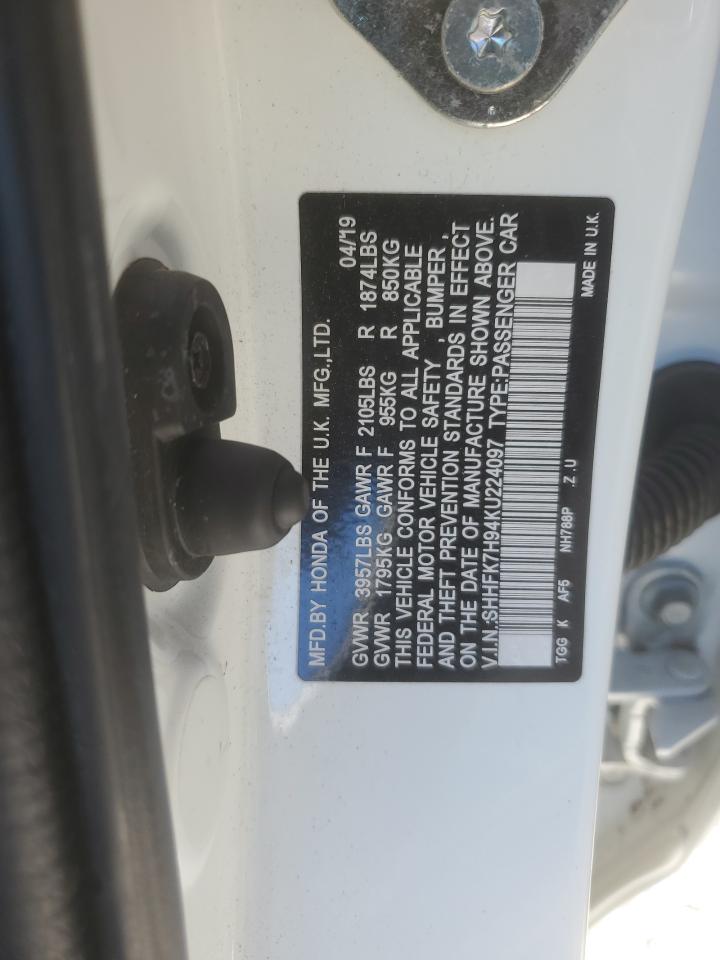 MFD.BY HONDA OF THE U.K. MFG.,LTD. 04/19
GVWR 3957LBS GAWR F 2105LBS R 1874LBS
GVWR 1795KG GAWR F 955KG R 850KG
THIS VEHICLE CONFORMS TO ALL APPLICABLE
FEDERAL MOTOR VEHICLE SAFETY , BUMPER ,
AND THEFT PREVENTION STANDARDS IN EFFECT
ON THE DATE OF MANUFACTURE SHOWN ABOVE.
V.I.N.:SHHFK7H94KU224097 TYPE:PASSENGER CAR
TGG K AF5 NH788P .Z .U MADE IN U.K.